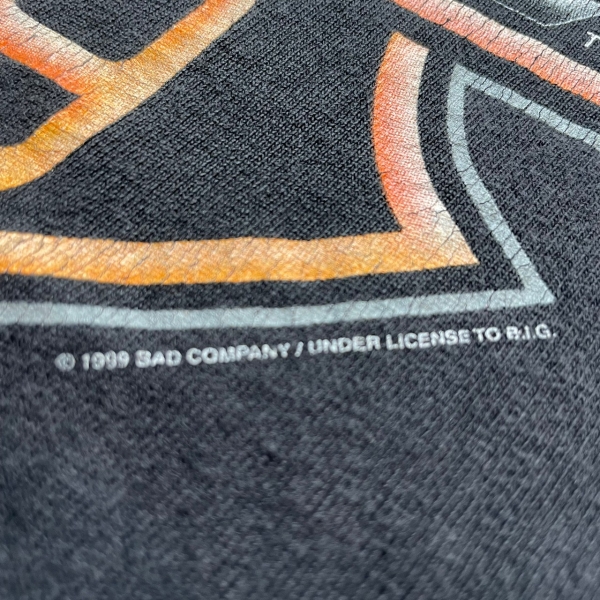 T
© 1999 BAD COMPANY / UNDER LICENSE TO B.I.G.